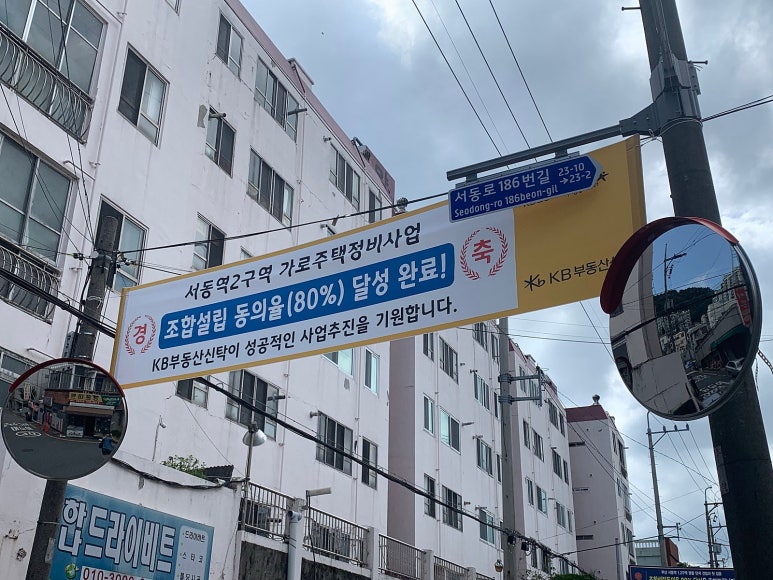 서동로 186번길 23-10
→23-2
Seodong-ro 186beon-gil
서동역2구역 가로주택정비사업
경 조합설립 동의율(80%) 달성 완료! 축
KB부동산신탁이 성공적인 사업추진을 기원합니다.
KB부동산신
드라이비트
010-3090